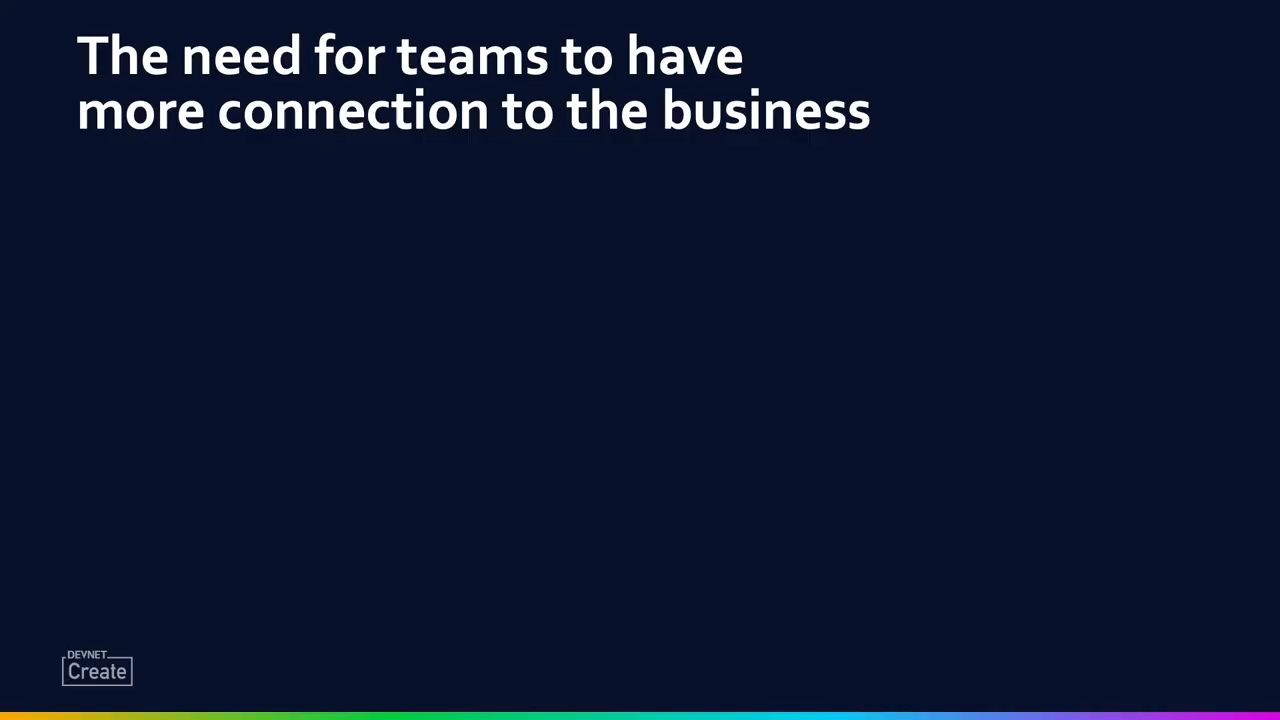 The need for teams to have
more connection to the business
DEVNET
Create